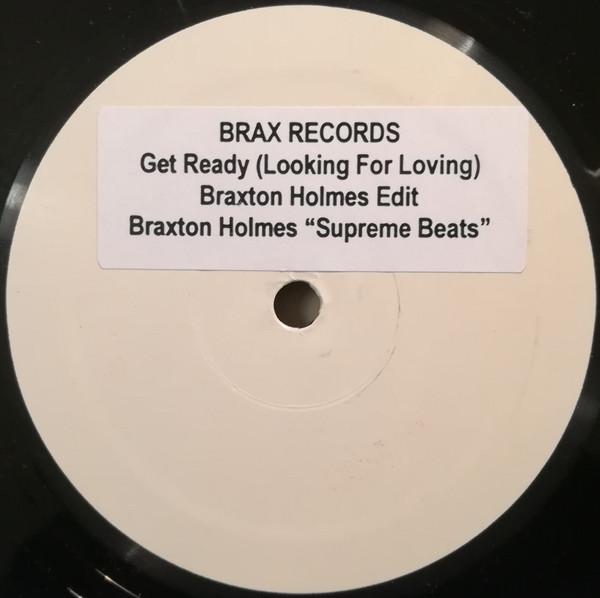 BRAX RECORDS
Get Ready (Looking For Loving)
Braxton Holmes Edit
Braxton Holmes “Supreme Beats”